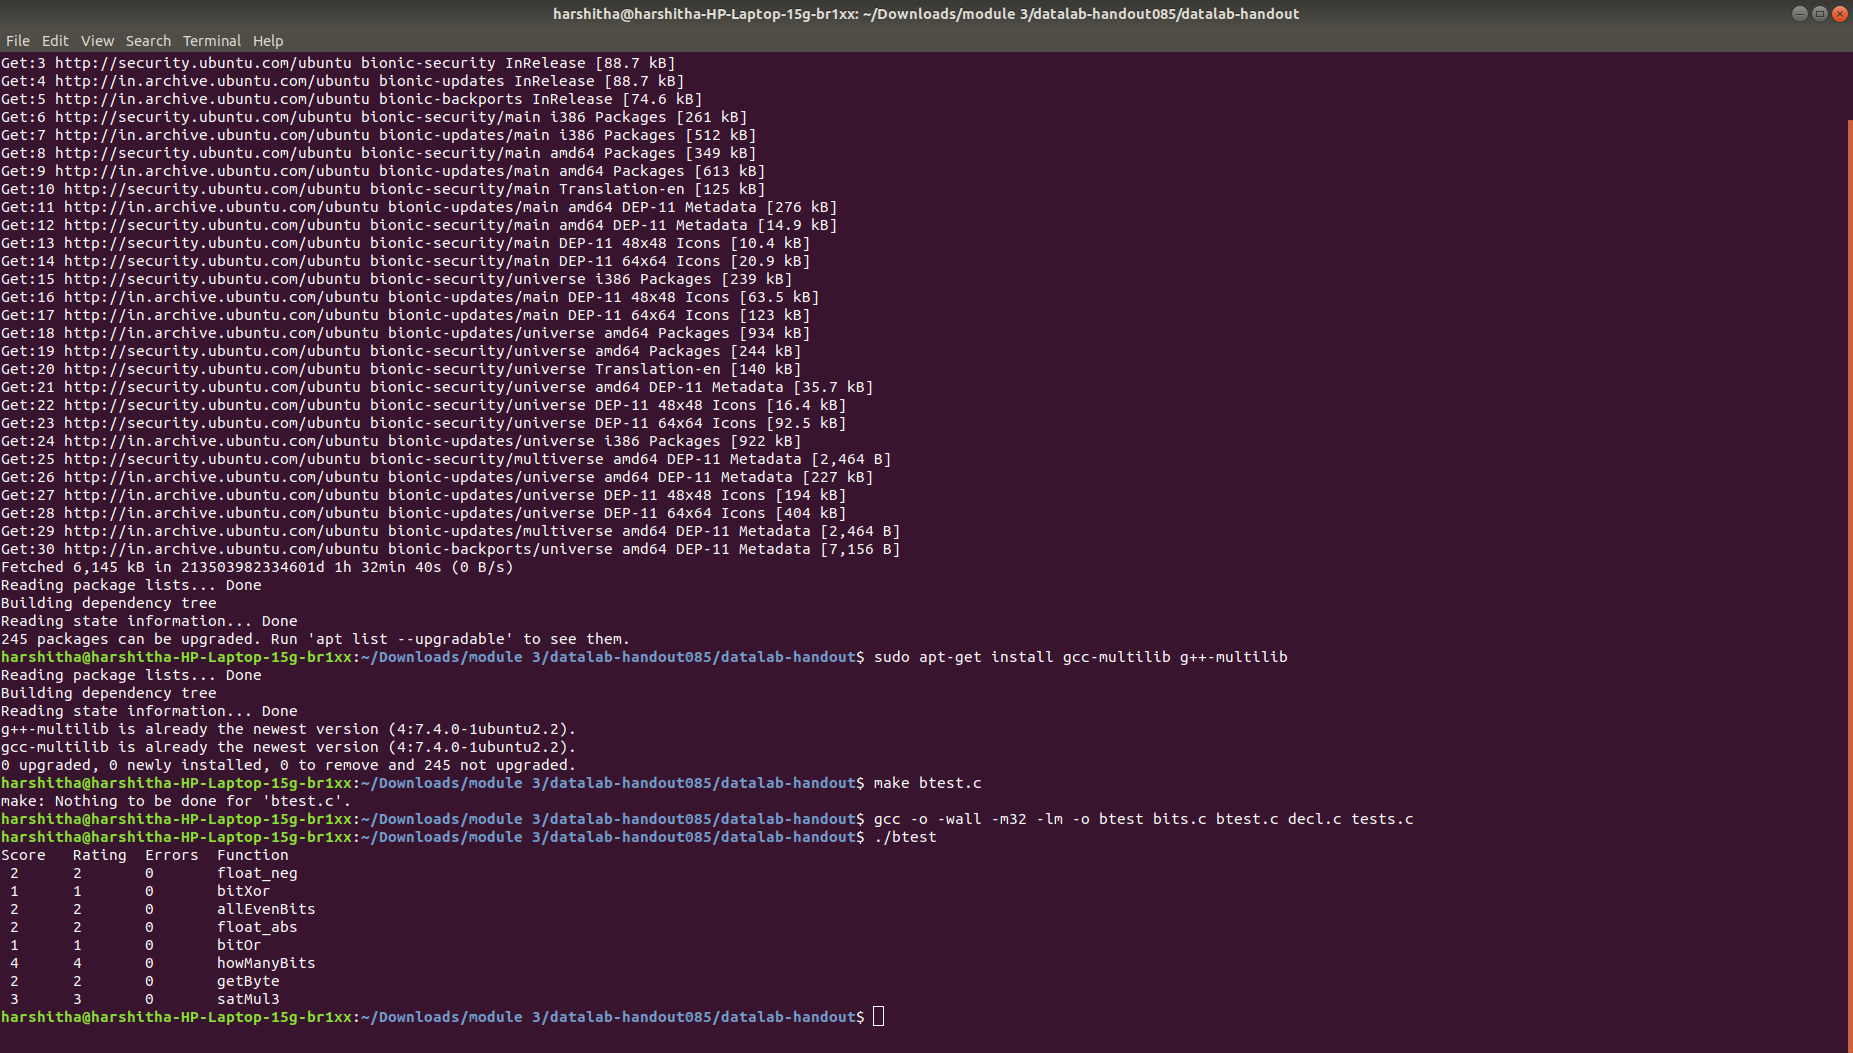 harshitha@harshitha-HP-Laptop-15g-br1xx: ~/Downloads/module 3/datalab-handout085/datalab-handout
File Edit View Search Terminal Help
Get:3 http://security.ubuntu.com/ubuntu bionic-security InRelease [88.7 kB]
Get:4 http://in.archive.ubuntu.com/ubuntu bionic-updates InRelease [88.7 kB]
Get:5 http://in.archive.ubuntu.com/ubuntu bionic-backports InRelease [74.6 kB]
Get:6 http://security.ubuntu.com/ubuntu bionic-security/main i386 Packages [261 kB]
Get:7 http://in.archive.ubuntu.com/ubuntu bionic-updates/main i386 Packages [512 kB]
Get:8 http://security.ubuntu.com/ubuntu bionic-security/main amd64 Packages [349 kB]
Get:9 http://in.archive.ubuntu.com/ubuntu bionic-updates/main amd64 Packages [613 kB]
Get:10 http://security.ubuntu.com/ubuntu bionic-security/main Translation-en [125 kB]
Get:11 http://in.archive.ubuntu.com/ubuntu bionic-updates/main amd64 DEP-11 Metadata [276 kB]
Get:12 http://security.ubuntu.com/ubuntu bionic-security/main amd64 DEP-11 Metadata [14.9 kB]
Get:13 http://security.ubuntu.com/ubuntu bionic-security/main DEP-11 48x48 Icons [10.4 kB]
Get:14 http://security.ubuntu.com/ubuntu bionic-security/main DEP-11 64x64 Icons [20.9 kB]
Get:15 http://security.ubuntu.com/ubuntu bionic-security/universe i386 Packages [239 kB]
Get:16 http://in.archive.ubuntu.com/ubuntu bionic-updates/main DEP-11 48x48 Icons [63.5 kB]
Get:17 http://in.archive.ubuntu.com/ubuntu bionic-updates/main DEP-11 64x64 Icons [123 kB]
Get:18 http://in.archive.ubuntu.com/ubuntu bionic-updates/universe amd64 Packages [934 kB]
Get:19 http://security.ubuntu.com/ubuntu bionic-security/universe amd64 Packages [244 kB]
Get:20 http://security.ubuntu.com/ubuntu bionic-security/universe Translation-en [140 kB]
Get:21 http://security.ubuntu.com/ubuntu bionic-security/universe amd64 DEP-11 Metadata [35.7 kB]
Get:22 http://security.ubuntu.com/ubuntu bionic-security/universe DEP-11 48x48 Icons [16.4 kB]
Get:23 http://security.ubuntu.com/ubuntu bionic-security/universe DEP-11 64x64 Icons [92.5 kB]
Get:24 http://in.archive.ubuntu.com/ubuntu bionic-updates/universe i386 Packages [922 kB]
Get:25 http://security.ubuntu.com/ubuntu bionic-security/multiverse amd64 DEP-11 Metadata [2,464 B]
Get:26 http://in.archive.ubuntu.com/ubuntu bionic-updates/universe amd64 DEP-11 Metadata [227 kB]
Get:27 http://in.archive.ubuntu.com/ubuntu bionic-updates/universe DEP-11 48x48 Icons [194 kB]
Get:28 http://in.archive.ubuntu.com/ubuntu bionic-updates/universe DEP-11 64x64 Icons [404 kB]
Get:29 http://in.archive.ubuntu.com/ubuntu bionic-updates/multiverse amd64 DEP-11 Metadata [2,464 B]
Get:30 http://in.archive.ubuntu.com/ubuntu bionic-backports/universe amd64 DEP-11 Metadata [7,156 B]
Fetched 6,145 kB in 213503982334601d 1h 32min 40s (0 B/s)
Reading package lists... Done
Building dependency tree
Reading state information... Done
245 packages can be upgraded. Run 'apt list --upgradable' to see them.
harshitha@harshitha-HP-Laptop-15g-br1xx:~/Downloads/module 3/datalab-handout085/datalab-handout$ sudo apt-get install gcc-multilib g++-multilib
Reading package lists... Done
Building dependency tree
Reading state information... Done
g++-multilib is already the newest version (4:7.4.0-1ubuntu2.2).
gcc-multilib is already the newest version (4:7.4.0-1ubuntu2.2).
0 upgraded, 0 newly installed, 0 to remove and 245 not upgraded.
harshitha@harshitha-HP-Laptop-15g-br1xx:~/Downloads/module 3/datalab-handout085/datalab-handout$ make btest.c
make: Nothing to be done for 'btest.c'.
harshitha@harshitha-HP-Laptop-15g-br1xx:~/Downloads/module 3/datalab-handout085/datalab-handout$ gcc -o -wall -m32 -lm -o btest bits.c btest.c decl.c tests.c
harshitha@harshitha-HP-Laptop-15g-br1xx:~/Downloads/module 3/datalab-handout085/datalab-handout$ ./btest
Score Rating Errors Function
2 2 0 float_neg
1 1 0 bitXor
2 2 0 allEvenBits
2 2 0 float_abs
1 1 0 bitOr
4 4 0 howManyBits
2 2 0 getByte
3 3 0 satMul3
harshitha@harshitha-HP-Laptop-15g-br1xx:~/Downloads/module 3/datalab-handout085/datalab-handout$